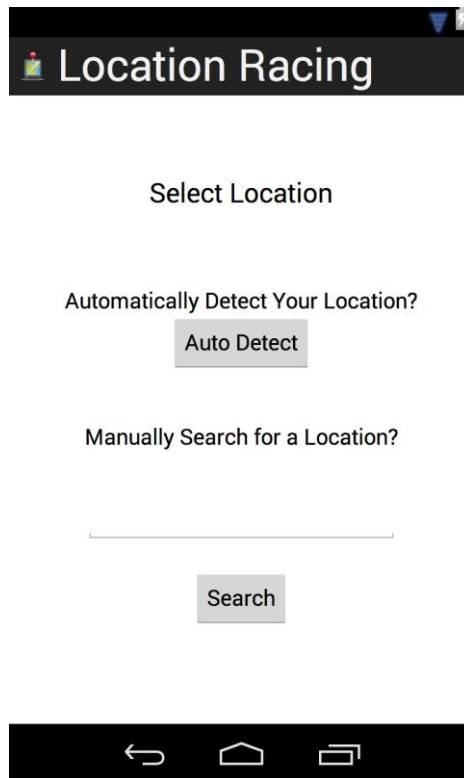 Location Racing
Select Location
Automatically Detect Your Location?
Auto Detect
Manually Search for a Location?
Search